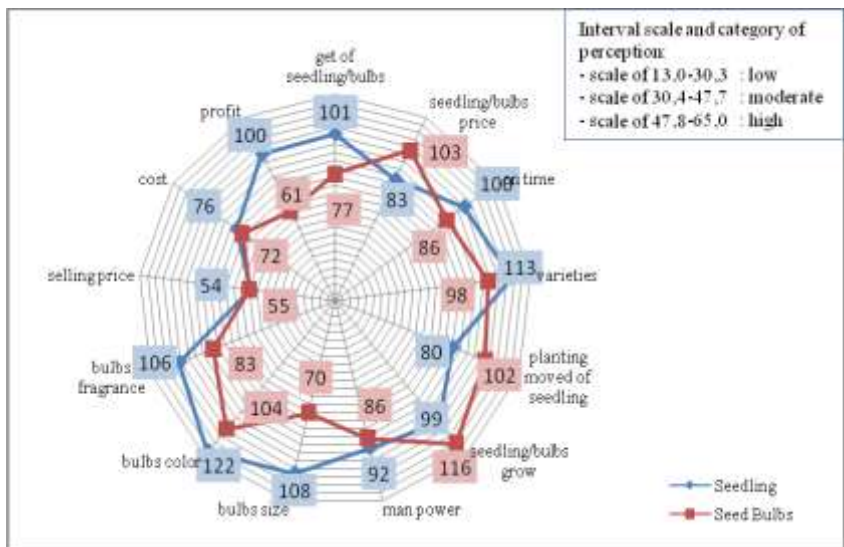 Interval scale and category of
perception:
- scale of 13,0-30,3 : low
- scale of 30,4-47,7 : moderate
- scale of 47,8-65,0 : high
get of
seedling/bulbs
101
77
seedling/bulbs
price
103
83
on time
100
86
varieties
113
98
planting
moved of
seedling
80
102
seedling/bulbs
grow
99
116
man power
86
92
bulbs size
70
108
bulbs color
104
122
bulbs
fragrance
106
83
selling price
54
55
cost
76
72
profit
100
61
Seedling
Seed Bulbs